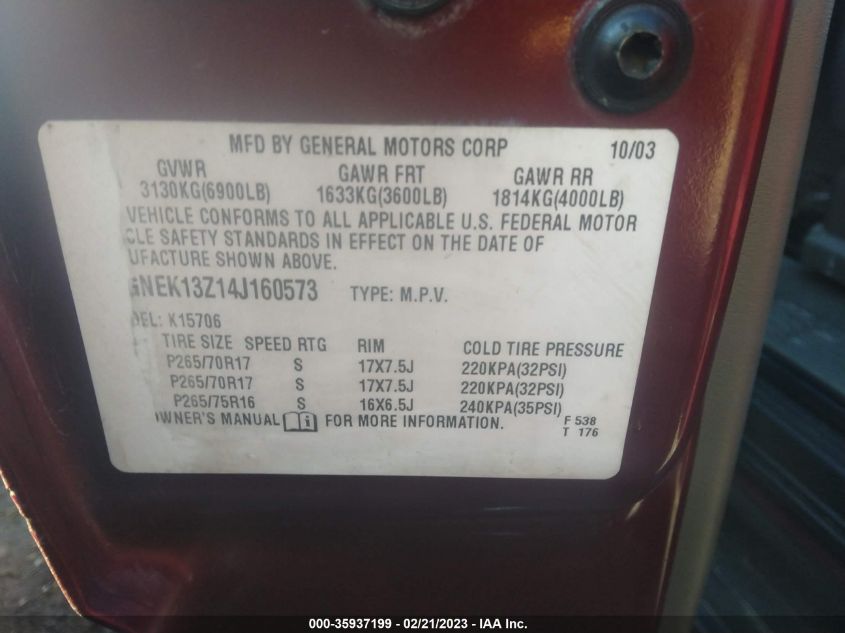 MFD BY GENERAL MOTORS CORP 10/03
GVWR GAWR FRT GAWR RR
3130KG(6900LB) 1633KG(3600LB) 1814KG(4000LB)
VEHICLE CONFORMS TO ALL APPLICABLE U.S. FEDERAL MOTOR
CLE SAFETY STANDARDS IN EFFECT ON THE DATE OF
UFACTURE SHOWN ABOVE.
GNEK13Z14J160573 TYPE: M.P.V.
DEL: K15706
TIRE SIZE SPEED RTG RIM COLD TIRE PRESSURE
P265/70R17 S 17X7.5J 220KPA(32PSI)
P265/70R17 S 17X7.5J 220KPA(32PSI)
P265/75R16 S 16X6.5J 240KPA(35PSI)
OWNER'S MANUAL i FOR MORE INFORMATION. F 538
T 176
000-35937199 — 02/21/2023 — IAA Inc.